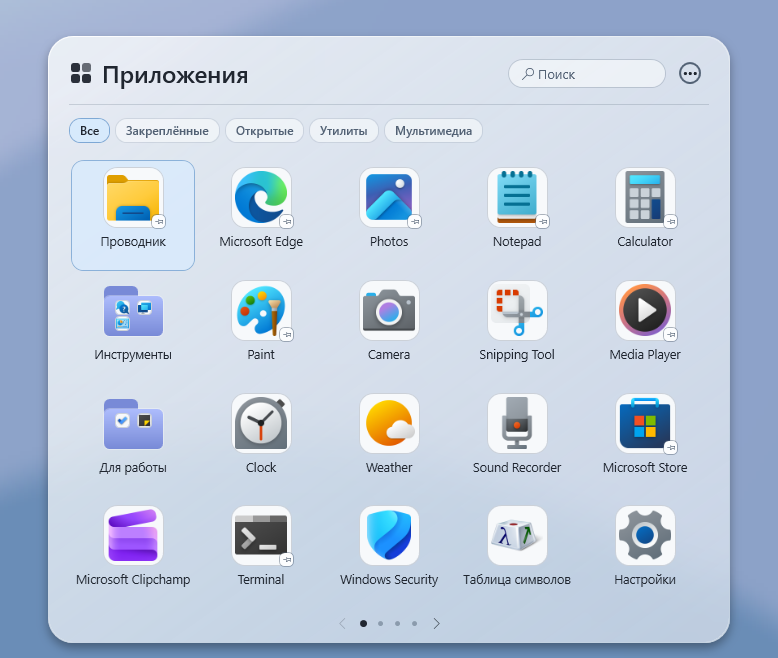 Приложения
Поиск
Все
Закреплённые
Открытые
Утилиты
Мультимедиа
Проводник
Microsoft Edge
Photos
Notepad
Calculator
Инструменты
Paint
Camera
Snipping Tool
Media Player
Для работы
Clock
Weather
Sound Recorder
Microsoft Store
Microsoft Clipchamp
Terminal
Windows Security
Таблица символов
Настройки